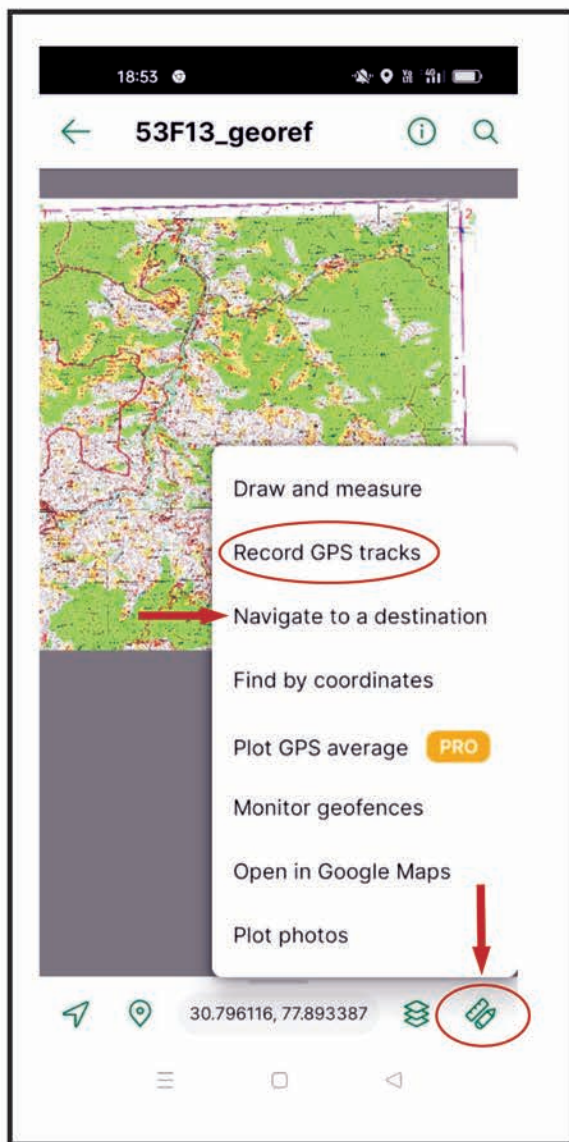 18:53
53F13_georef
2
Draw and measure
Record GPS tracks
Navigate to a destination
Find by coordinates
Plot GPS average PRO
Monitor geofences
Open in Google Maps
Plot photos
30.796116, 77.893387